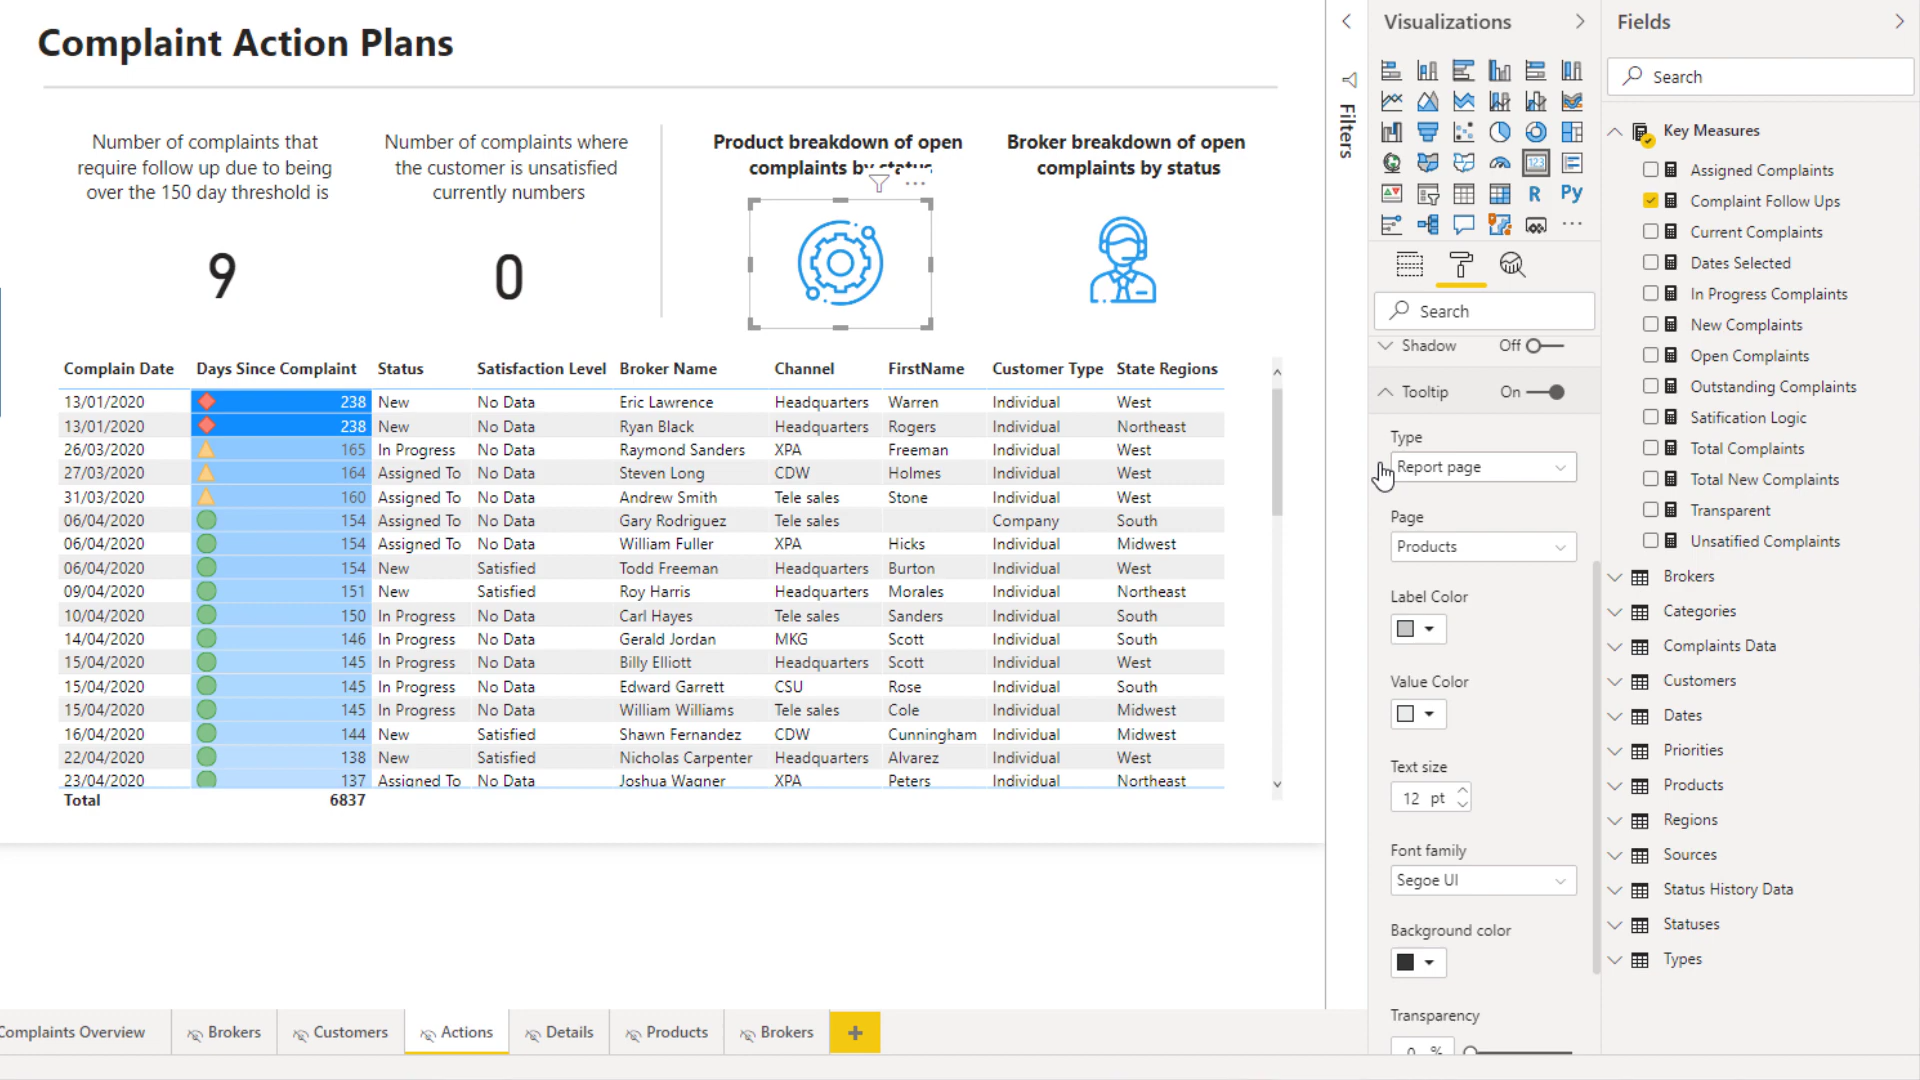 Complaint Action Plans
Number of complaints that
require follow up due to being
over the 150 day threshold is
9
Number of complaints where
the customer is unsatisfied
currently numbers
0
Product breakdown of open
complaints by status
Broker breakdown of open
complaints by status
Complain Date Days Since Complaint Status Satisfaction Level Broker Name Channel FirstName Customer Type State Regions
13/01/2020 238 New No Data Eric Lawrence Headquarters Warren Individual West
13/01/2020 238 New No Data Ryan Black Headquarters Rogers Individual Northeast
26/03/2020 165 In Progress No Data Raymond Sanders XPA Freeman Individual West
27/03/2020 164 Assigned To No Data Steven Long CDW Holmes Individual West
31/03/2020 160 Assigned To No Data Andrew Smith Tele sales Stone Individual West
06/04/2020 154 Assigned To No Data Gary Rodriguez Tele sales Company South
06/04/2020 154 Assigned To No Data William Fuller XPA Hicks Individual Midwest
06/04/2020 154 New Satisfied Todd Freeman Headquarters Burton Individual West
09/04/2020 151 New Satisfied Roy Harris Headquarters Morales Individual Northeast
10/04/2020 150 In Progress No Data Carl Hayes Tele sales Sanders Individual South
14/04/2020 146 In Progress No Data Gerald Jordan MKG Scott Individual South
15/04/2020 145 In Progress No Data Billy Elliott Headquarters Scott Individual West
15/04/2020 145 In Progress No Data Edward Garrett CSU Rose Individual South
15/04/2020 145 In Progress No Data William Williams Tele sales Cole Individual Midwest
16/04/2020 144 New Satisfied Shawn Fernandez CDW Cunningham Individual Midwest
22/04/2020 138 New Satisfied Nicholas Carpenter Headquarters Alvarez Individual West
23/04/2020 137 Assigned To No Data Joshua Wagner XPA Peters Individual Northeast
Total 6837
Complaints Overview Brokers Customers Actions Details Products Brokers +
Filters
Visualizations
123
R Py
Search
Shadow Off
Tooltip On
Type
Report page
Page
Products
Label Color
Value Color
Text size
12 pt
Font family
Segoe UI
Background color
Transparency
0 %
Fields
Search
Key Measures
Assigned Complaints
Complaint Follow Ups
Current Complaints
Dates Selected
In Progress Complaints
New Complaints
Open Complaints
Outstanding Complaints
Satification Logic
Total Complaints
Total New Complaints
Transparent
Unsatified Complaints
Brokers
Categories
Complaints Data
Customers
Dates
Priorities
Products
Regions
Sources
Status History Data
Statuses
Types